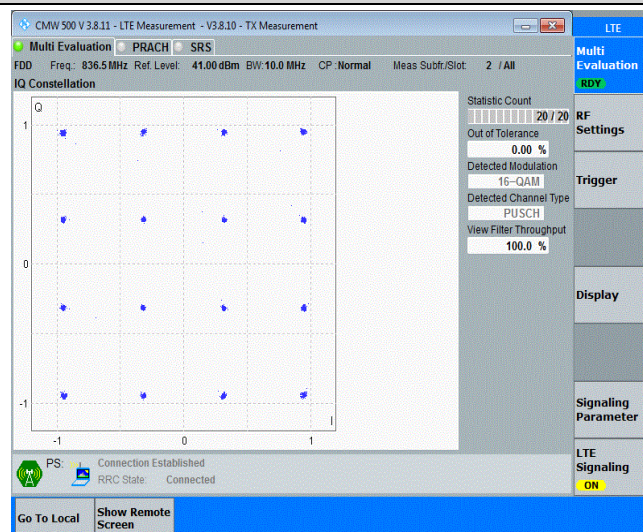 CMW 500 V 3.8.11 - LTE Measurement - V3.8.10 - TX Measurement
LTE
Multi Evaluation PRACH SRS
Multi
Evaluation
RDY
FDD Freq.: 836.5 MHz Ref. Level: 41.00 dBm BW: 10.0 MHz CP : Normal Meas Subfr./Slot: 2 / All
IQ Constellation
Q
1
0
-1
-1 0 1
I
Statistic Count
20 / 20
Out of Tolerance
0.00 %
Detected Modulation
16-QAM
Detected Channel Type
PUSCH
View Filter Throughput
100.0 %
RF
Settings
Trigger
Display
Signaling
Parameter
LTE
Signaling
ON
PS: Connection Established
RRC State: Connected
Go To Local
Show Remote
Screen